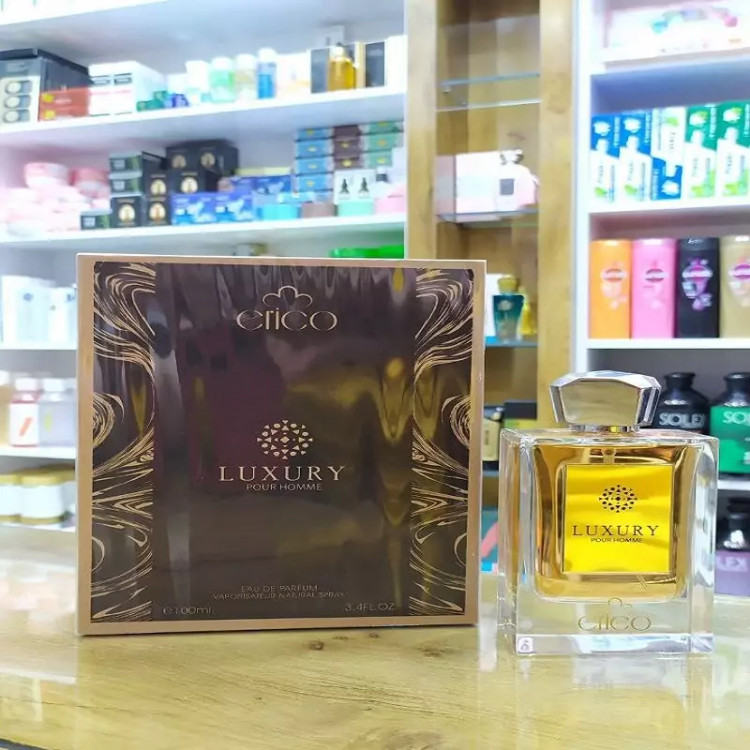 erico
LUXURY
POUR HOMME
EAU DE PARFUM
VAPORISATEUR NATURAL SPRAY
e100ml. 3.4FL.OZ
LUXURY
POUR HOMME
erico
SOLEX